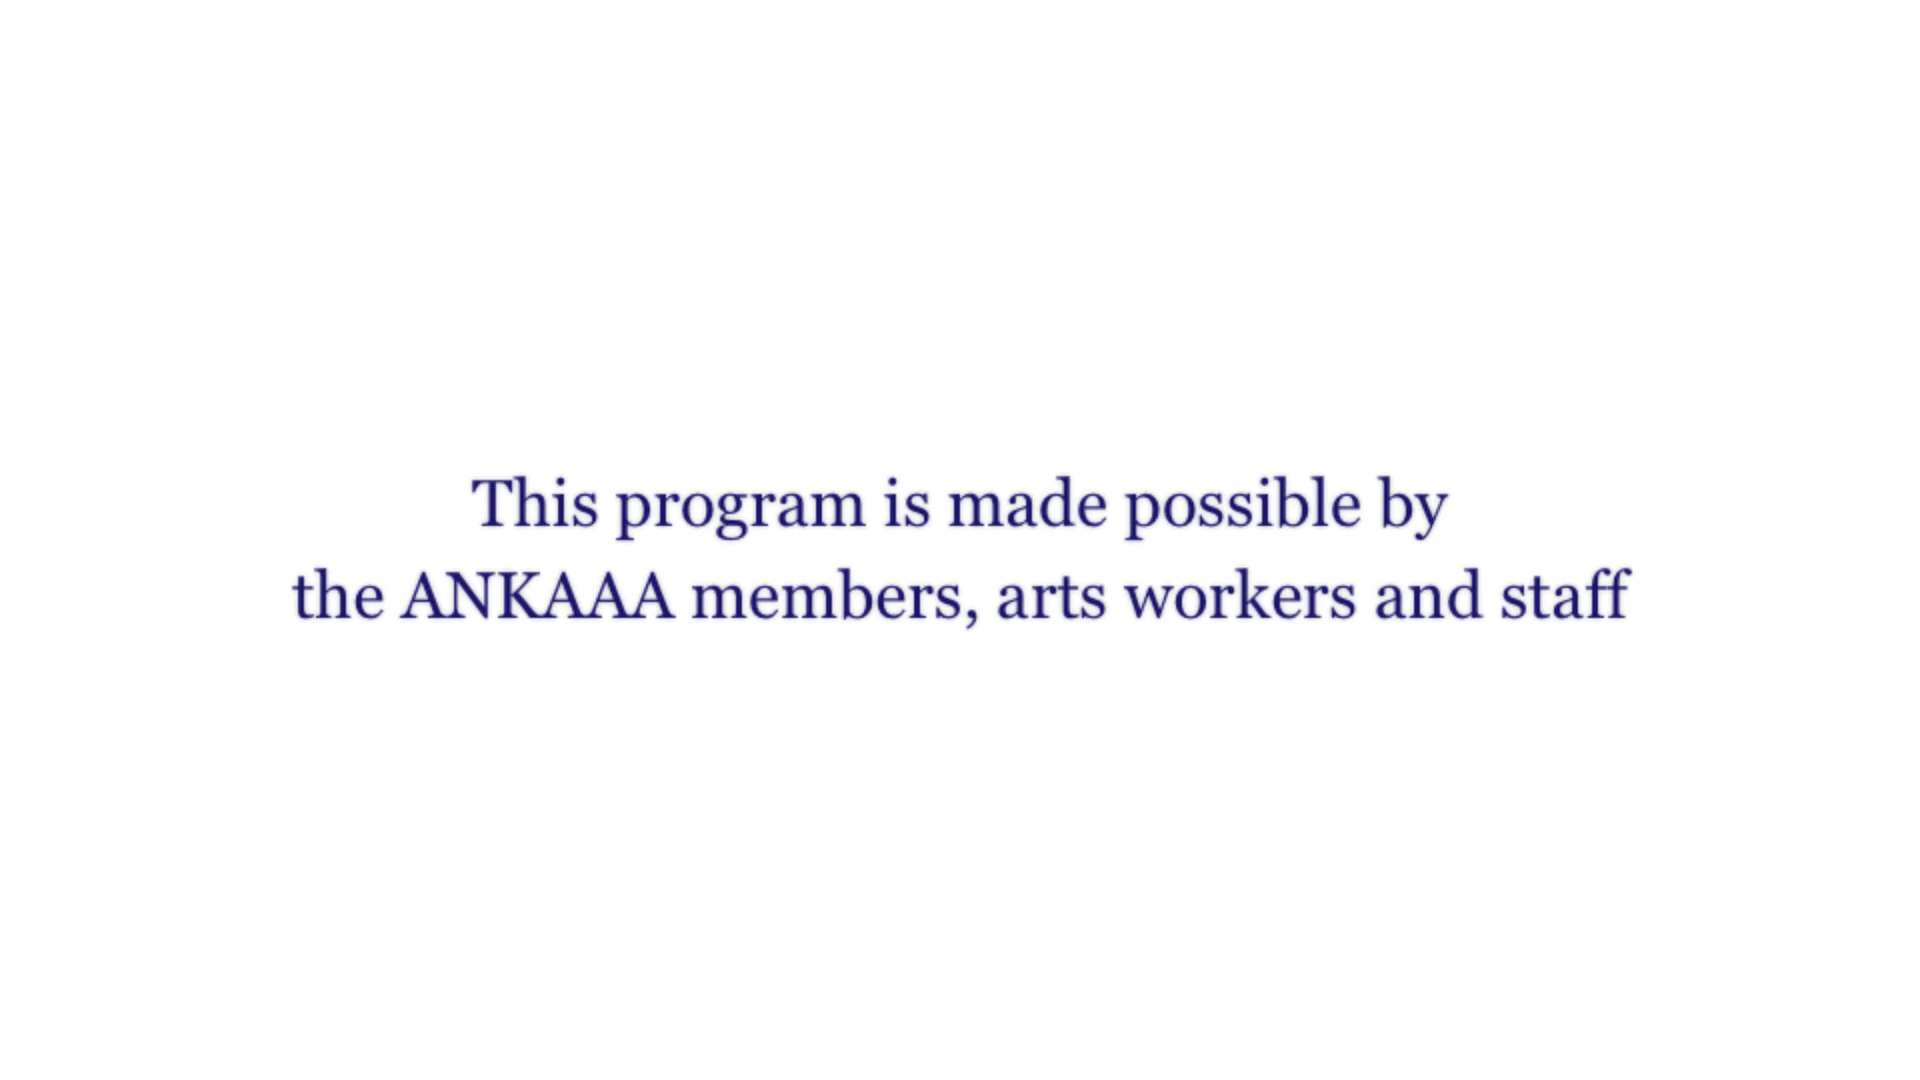 This program is made possible by
the ANKAAA members, arts workers and staff